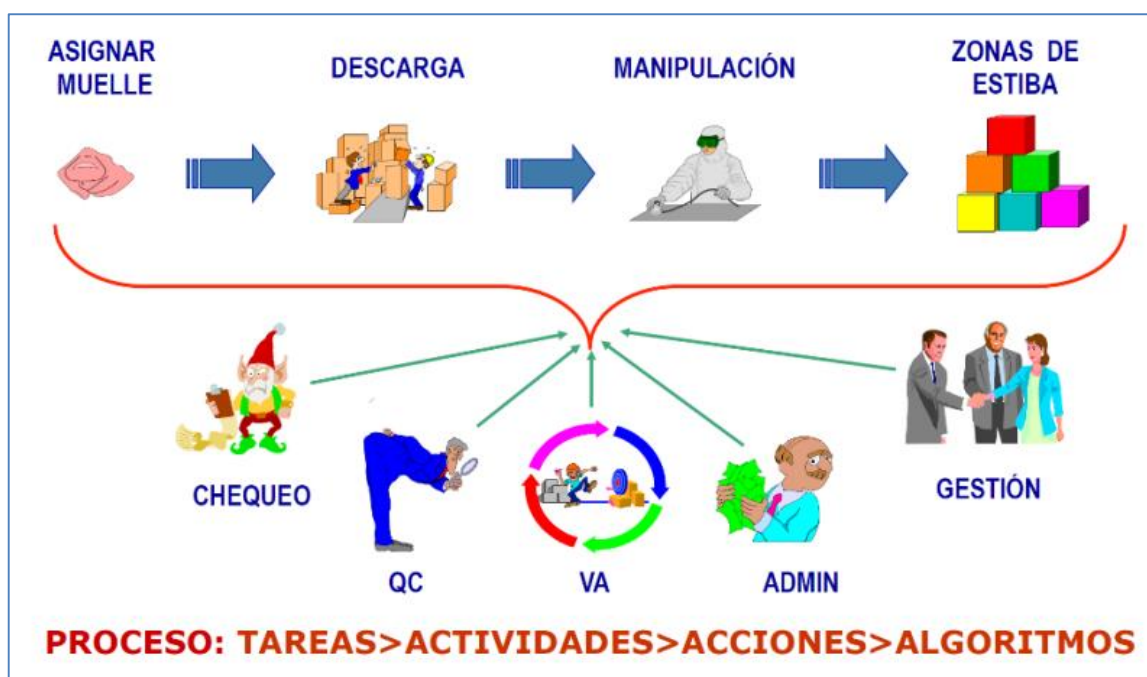 ASIGNAR
MUELLE
DESCARGA
MANIPULACIÓN
ZONAS DE
ESTIBA
CHEQUEO
QC
VA
ADMIN
GESTIÓN
PROCESO: TAREAS>ACTIVIDADES>ACCIONES>ALGORITMOS